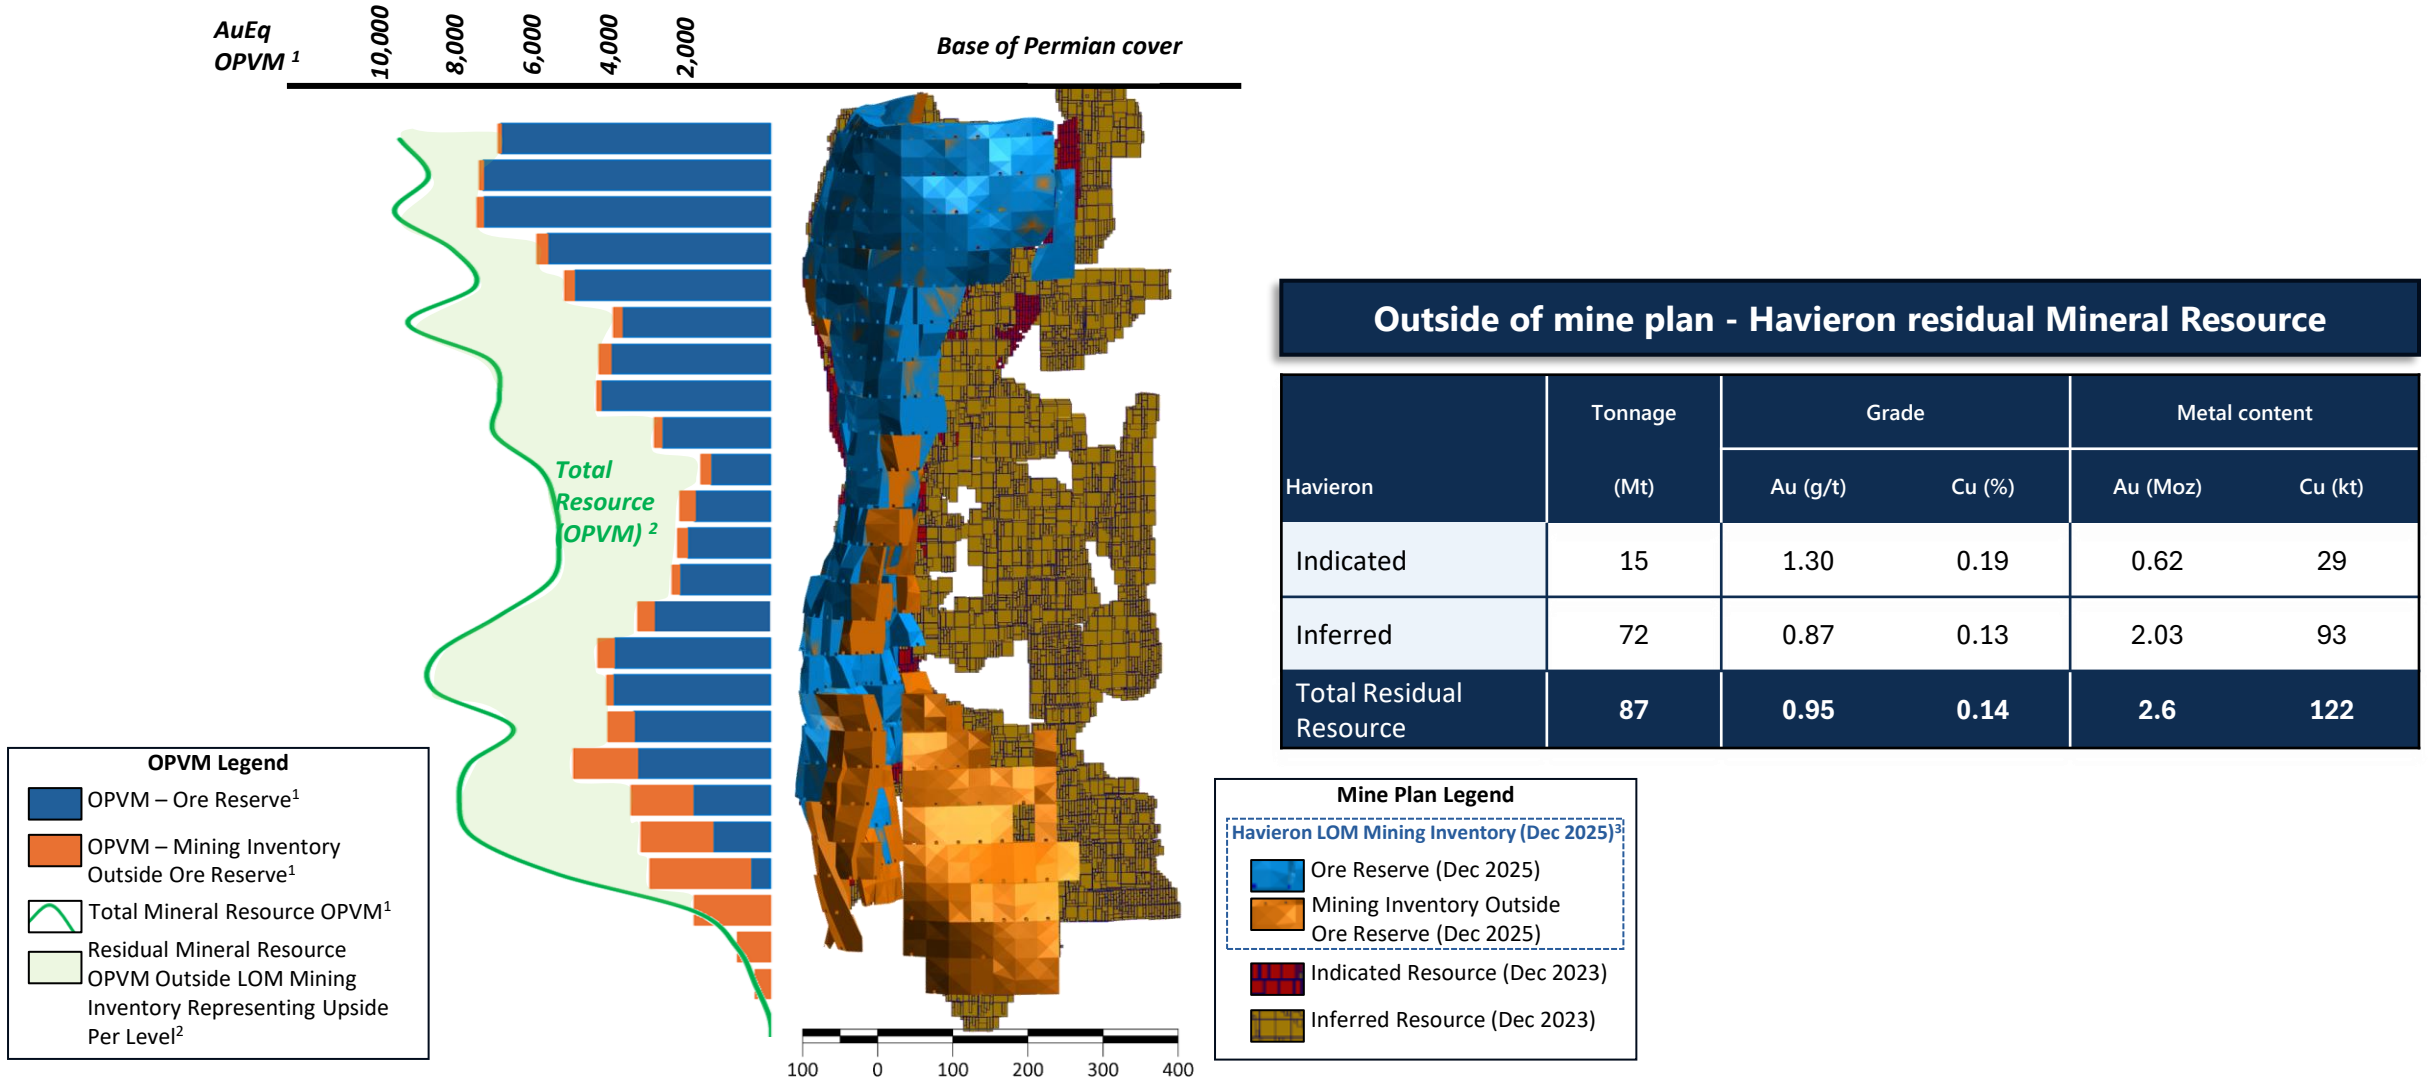 AuEq
OPVM 1
10,000
8,000
6,000
4,000
2,000
Base of Permian cover
Total
Resource
(OPVM) 2
OPVM Legend
OPVM – Ore Reserve1
OPVM – Mining Inventory
Outside Ore Reserve1
Total Mineral Resource OPVM1
Residual Mineral Resource
OPVM Outside LOM Mining
Inventory Representing Upside
Per Level2
100 0 100 200 300 400
Outside of mine plan - Havieron residual Mineral Resource
Tonnage Grade Metal content
Havieron (Mt) Au (g/t) Cu (%) Au (Moz) Cu (kt)
Indicated 15 1.30 0.19 0.62 29
Inferred 72 0.87 0.13 2.03 93
Total Residual
Resource 87 0.95 0.14 2.6 122
Mine Plan Legend
Havieron LOM Mining Inventory (Dec 2025)3
Ore Reserve (Dec 2025)
Mining Inventory Outside
Ore Reserve (Dec 2025)
Indicated Resource (Dec 2023)
Inferred Resource (Dec 2023)